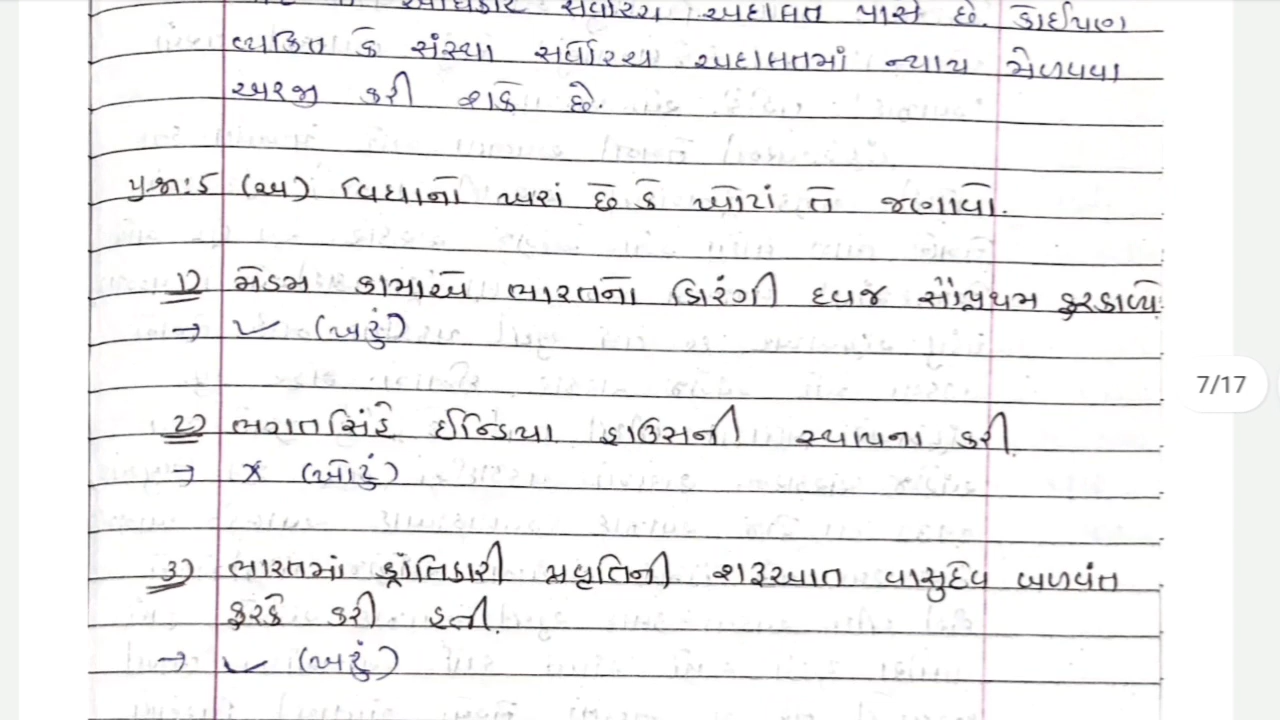 અધિકાર સર્વોચ્ચ અદાલત પાસે છે. કોઈપણ
વ્યકિત કે સંસ્થા સર્વોચ્ચ અદાલતમાં ન્યાય મેળવવા
અરજી કરી શકે છે.
પ્રશ્ન:5 (અ) વિધાનો ખરાં છે કે ખોટાં તે જણાવો.
1) મેડમ કામાએ ભારતના ત્રિરંગી ધ્વજ સૌપ્રથમ ફરકાવ્યો.
→ ✓ (ખરું)
2) ભગતસિંહે ઈન્ડિયા હાઉસની સ્થાપના કરી.
→ × (ખોટું)
3) ભારતમાં ક્રાંતિકારી પ્રવૃતિની શરૂઆત વાસુદેવ બળવંત
ફડકે કરી હતી.
→ ✓ (ખરું)
7/17